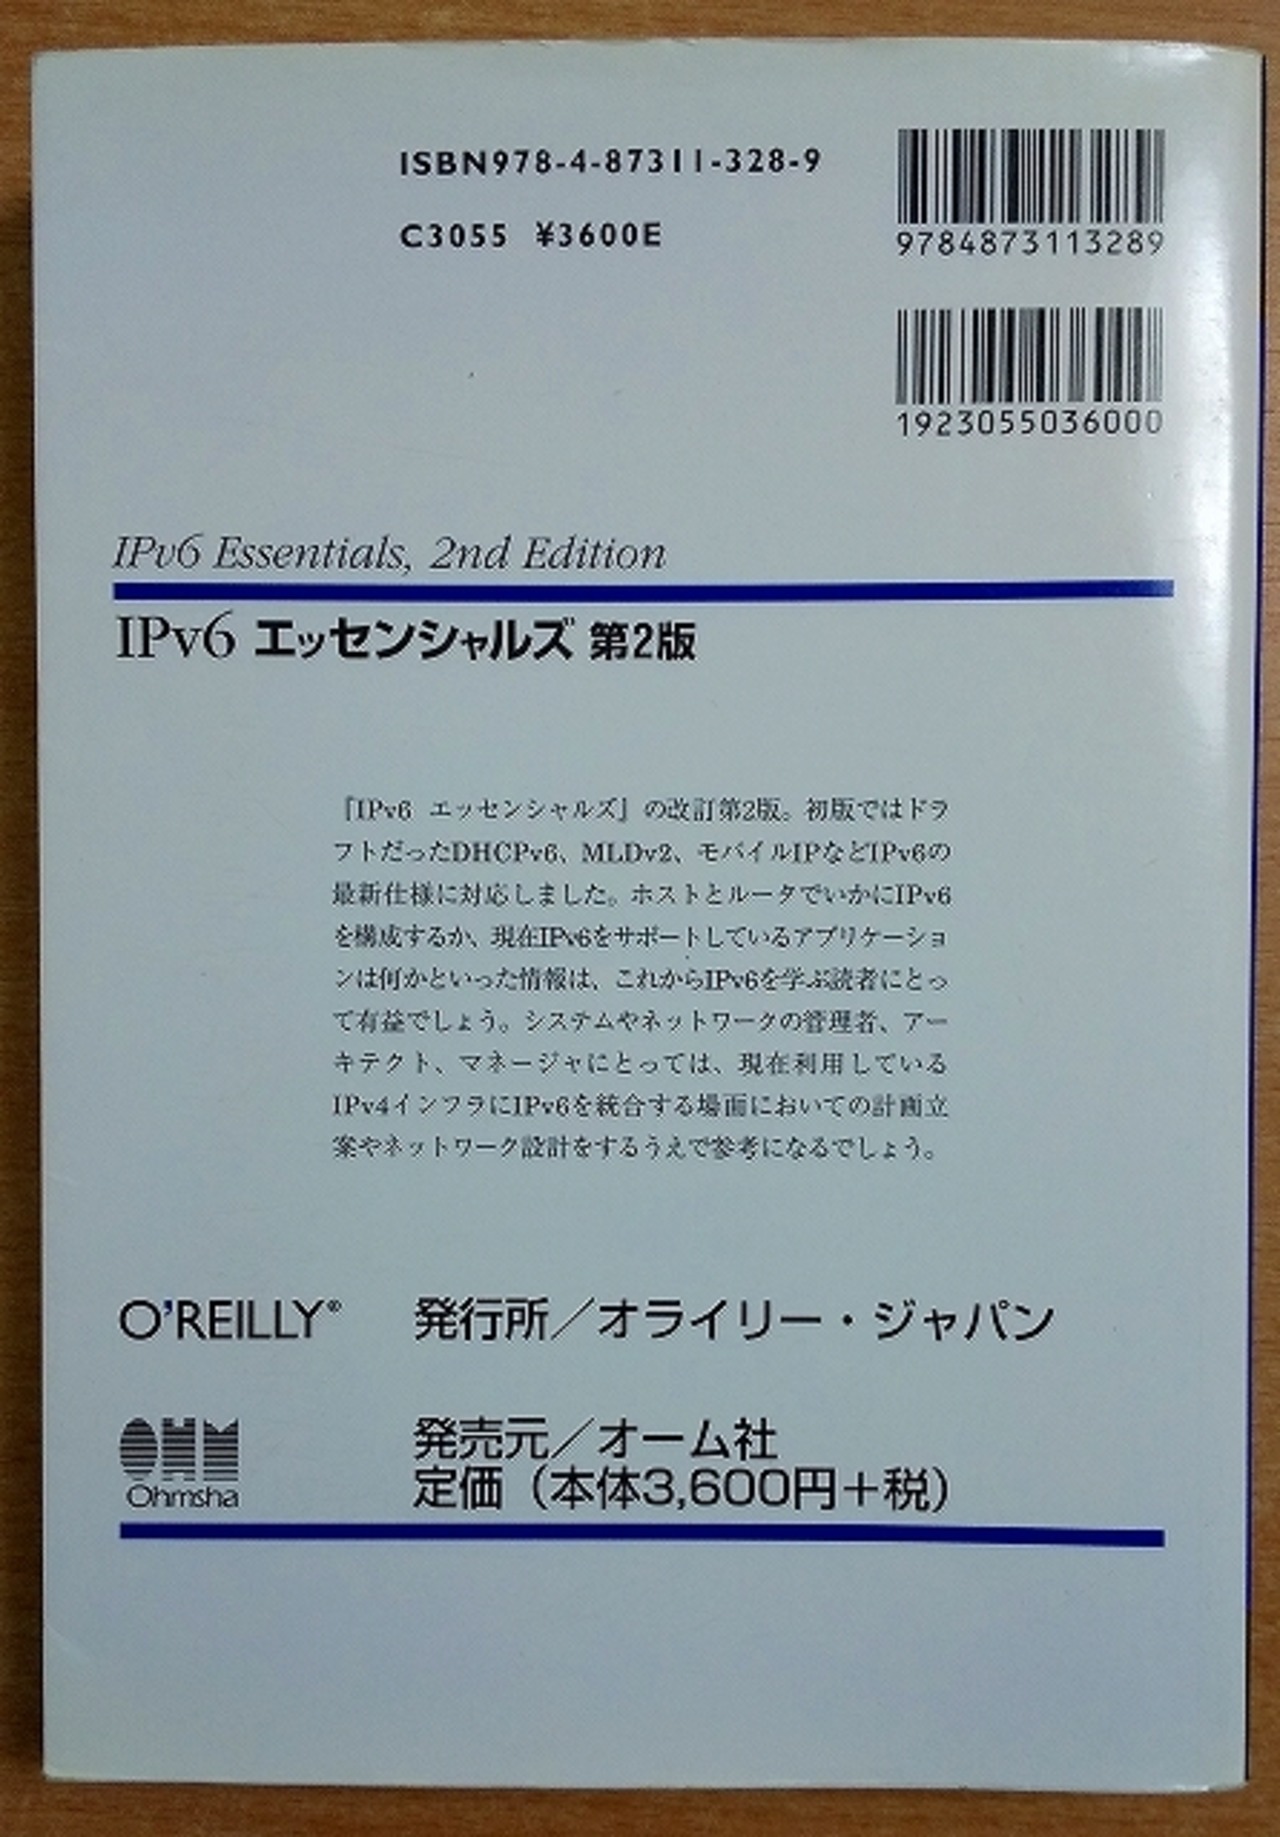 ISBN978-4-87311-328-9
C3055 ¥3600E
9784873113289
1923055036000
IPv6 Essentials, 2nd Edition
IPv6 エッセンシャルズ 第2版
『IPv6 エッセンシャルズ』の改訂第2版。初版ではドラ
フトだったDHCPv6、MLDv2、モバイルIPなどIPv6の
最新仕様に対応しました。ホストとルータでいかにIPv6
を構成するか、現在IPv6をサポートしているアプリケーショ
ンは何かといった情報は、これからIPv6を学ぶ読者にとっ
て有益でしょう。システムやネットワークの管理者、アー
キテクト、マネージャにとっては、現在利用している
IPv4インフラにIPv6を統合する場面においての計画立
案やネットワーク設計をするうえで参考になるでしょう。
O'REILLY® 発行所／オライリー・ジャパン
OHM 発売元／オーム社
Ohmsha 定価（本体3,600円＋税）